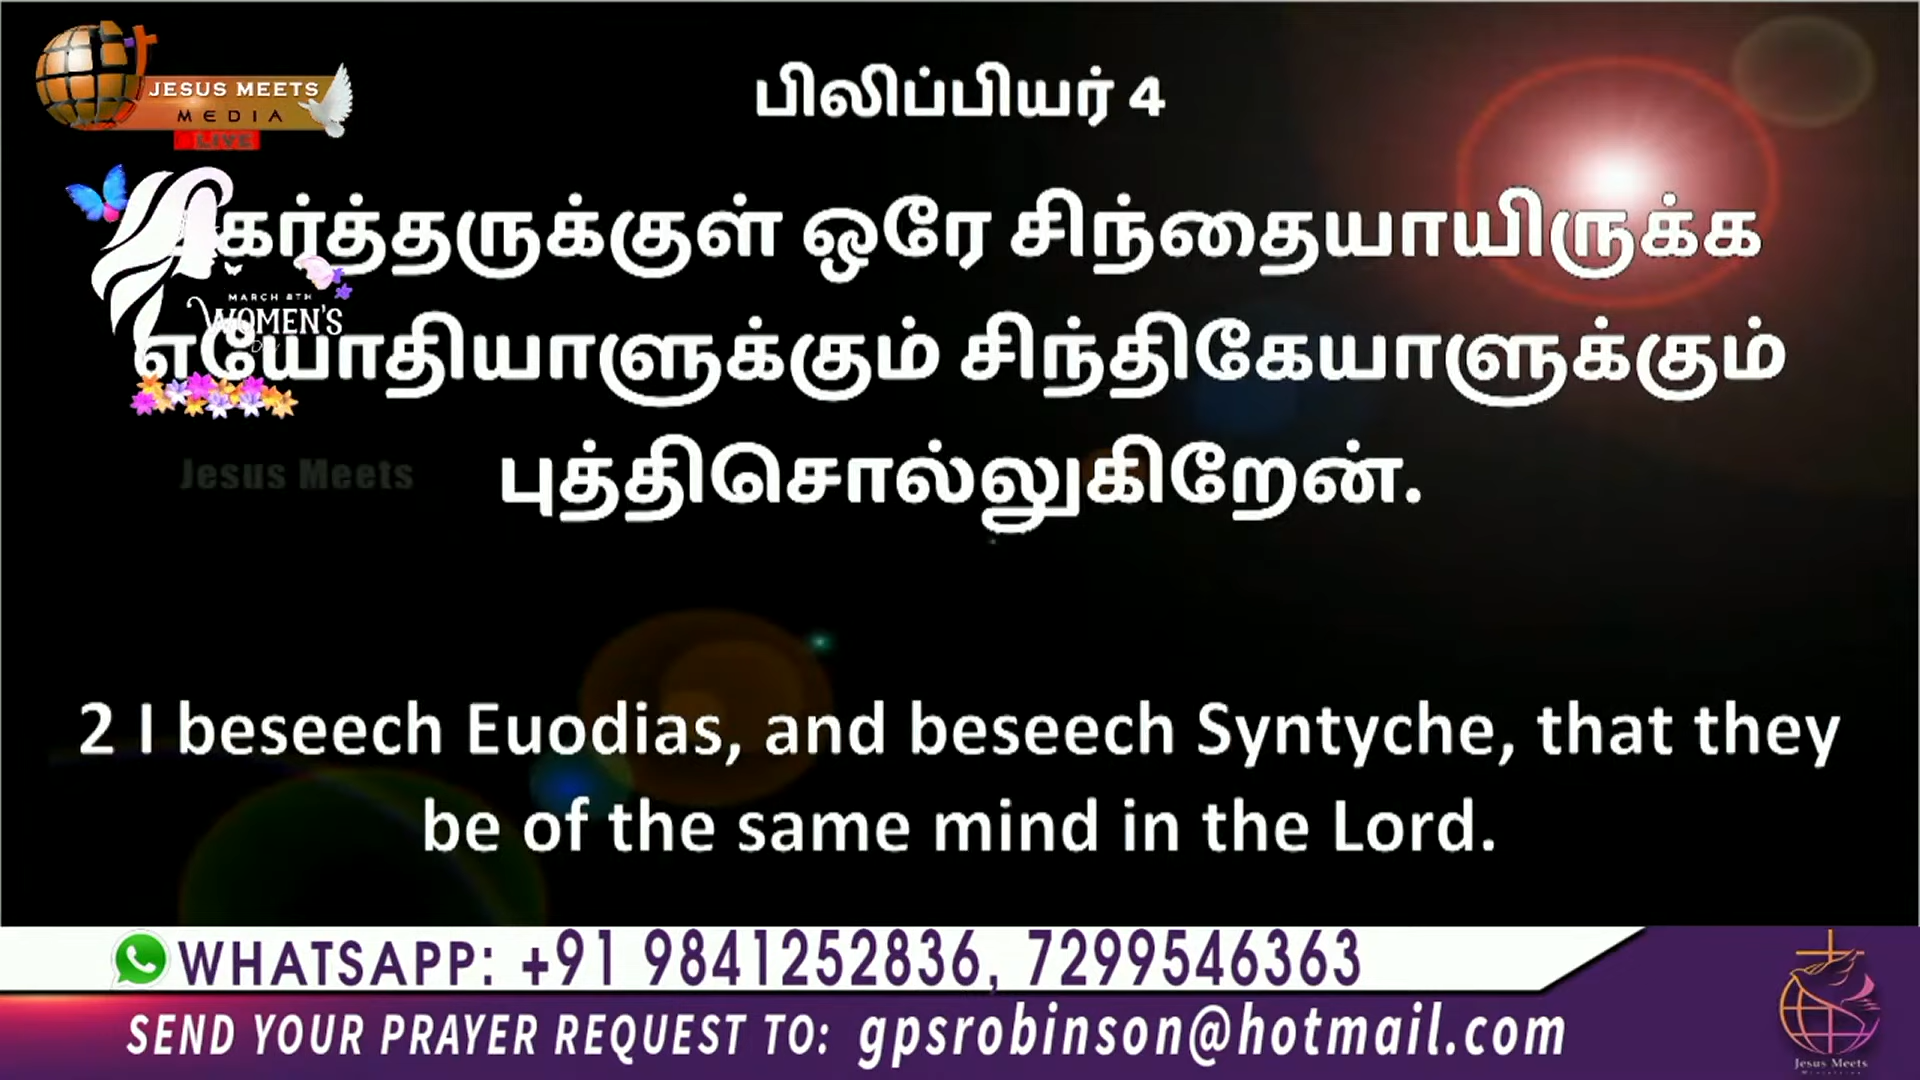 JESUS MEETS
MEDIA
LIVE
பிலிப்பியர் 4
கர்த்தருக்குள் ஒரே சிந்தையாயிருக்க
MARCH 8TH
WOMEN'S
எயோதியாளுக்கும் சிந்திகேயாளுக்கும்
Jesus Meets
புத்திசொல்லுகிறேன்.
2 I beseech Euodias, and beseech Syntyche, that they
be of the same mind in the Lord.
WHATSAPP: +91 9841252836, 7299546363
SEND YOUR PRAYER REQUEST TO: gpsrobinson@hotmail.com
Jesus Meets